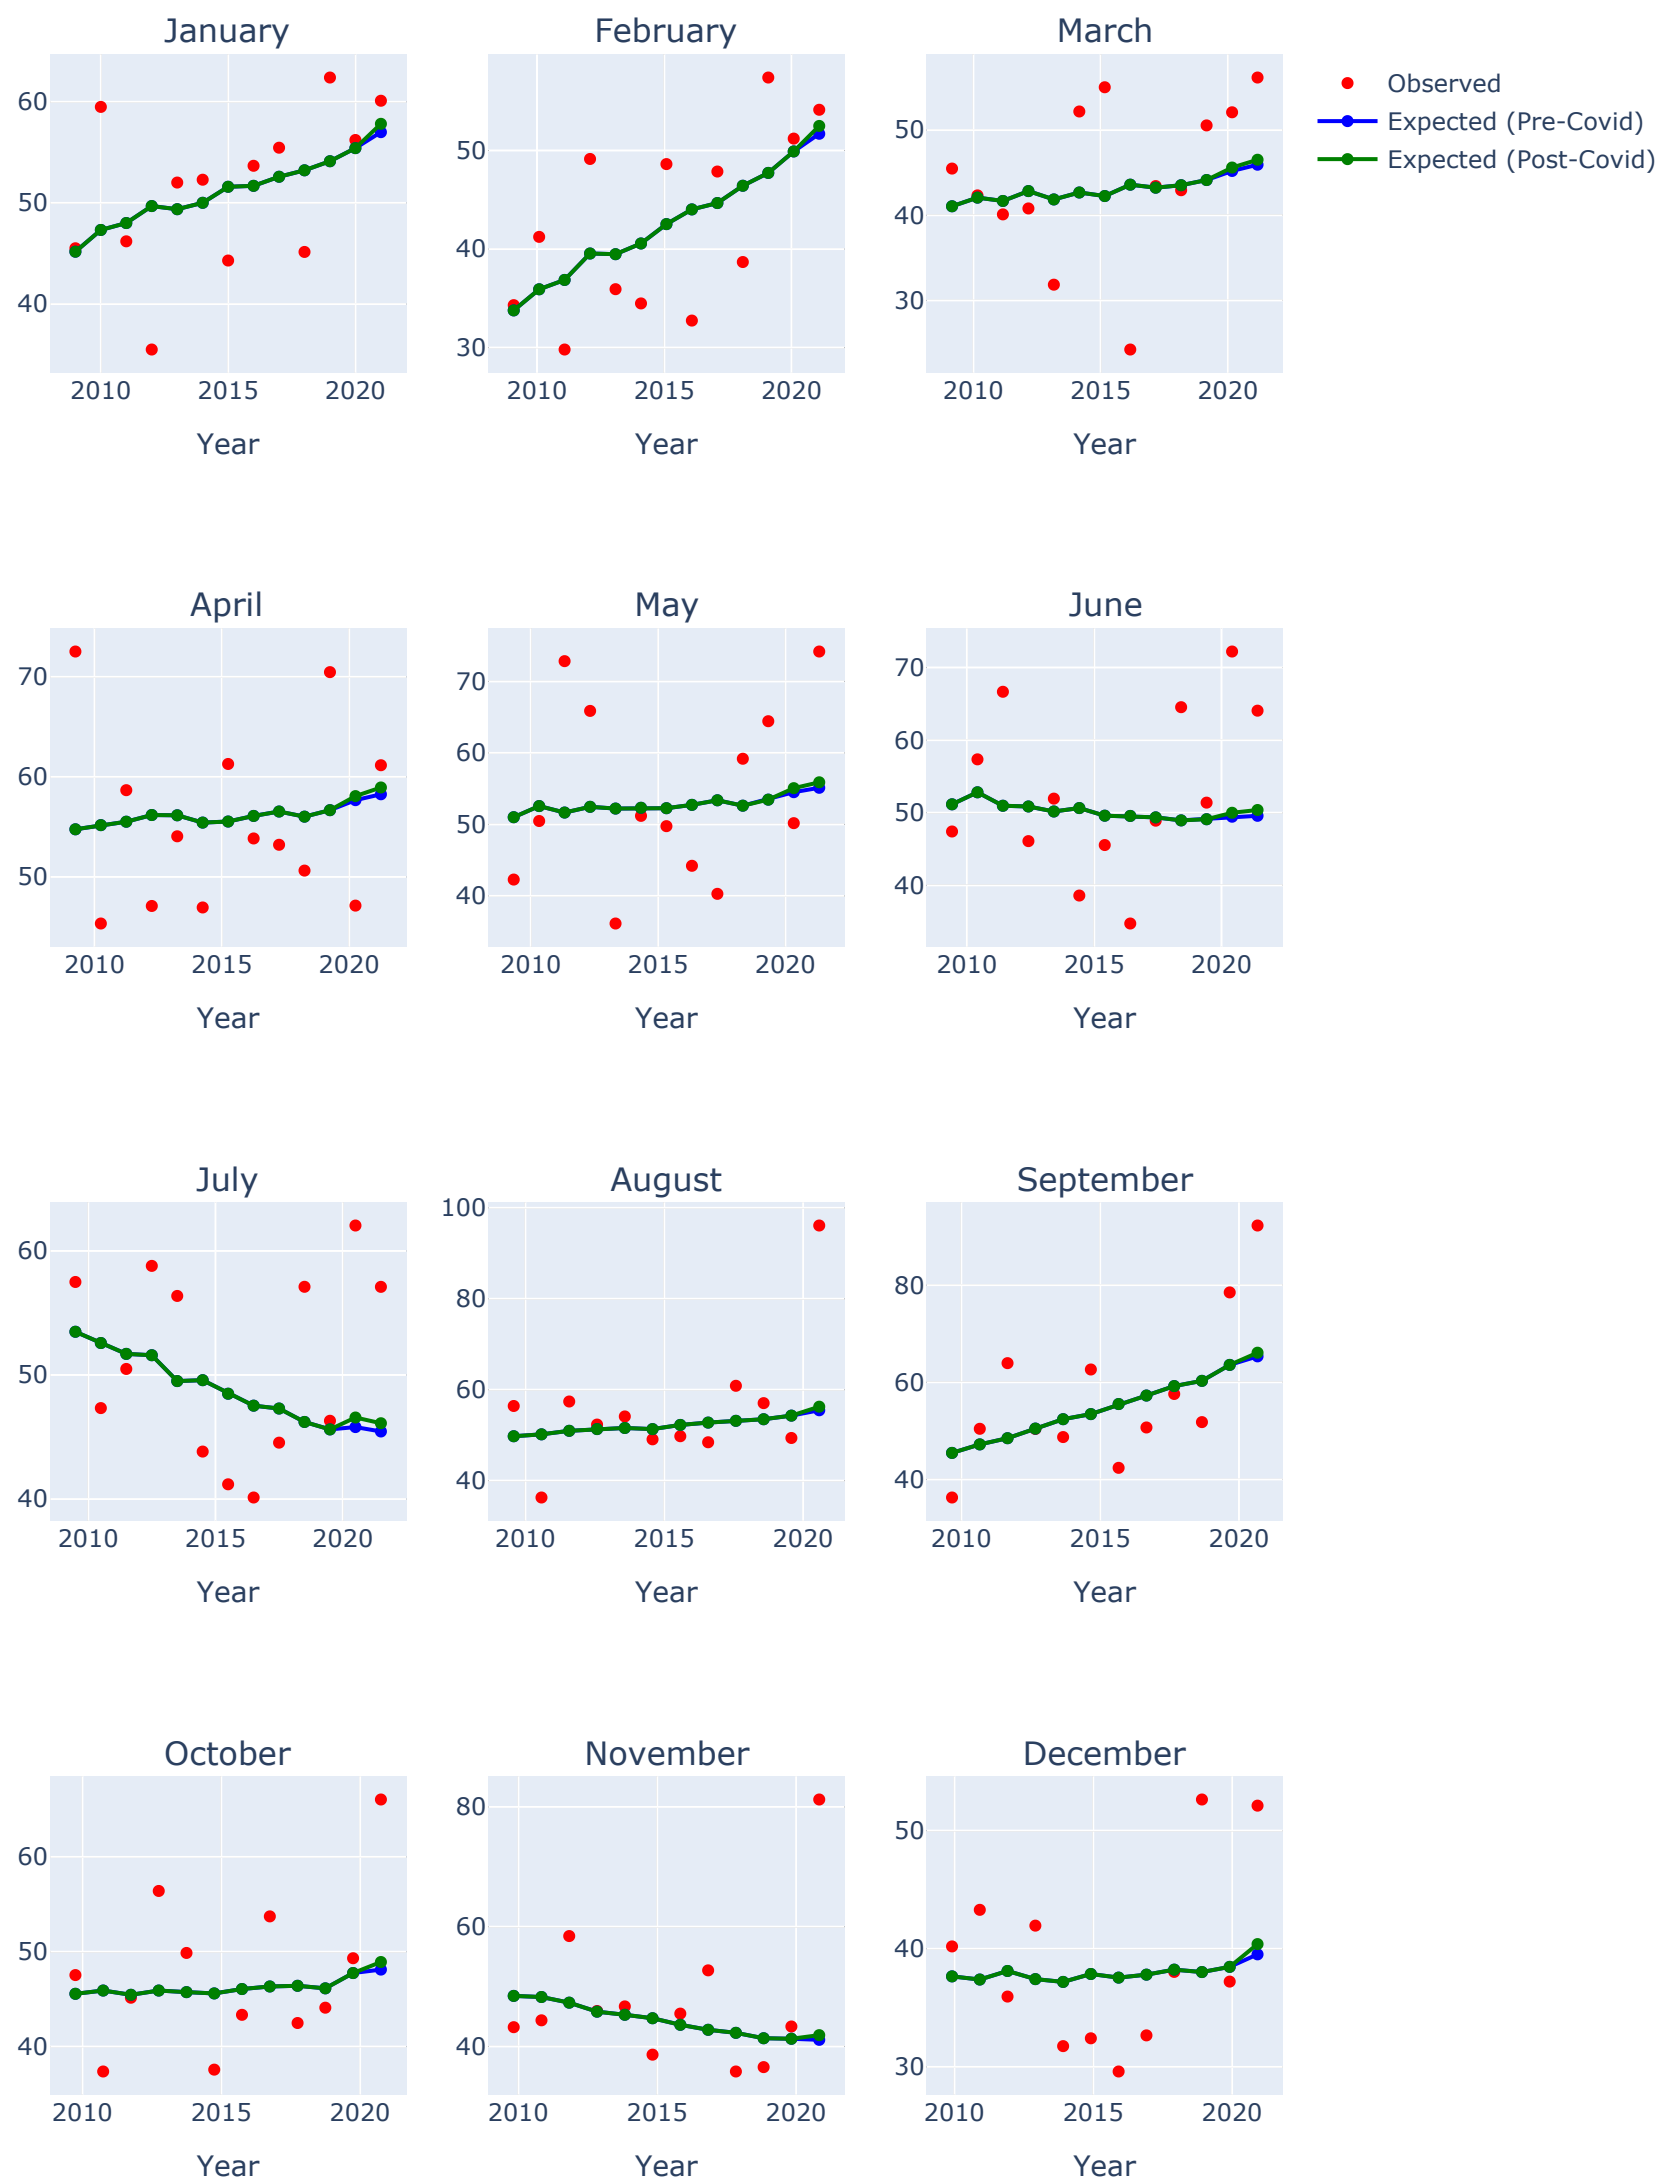 January
February
March
60
50
40
2010
2015
2020
Year
50
40
30
2010
2015
2020
Year
50
40
30
2010
2015
2020
Year
Observed
Expected (Pre-Covid)
Expected (Post-Covid)
April
May
June
70
60
50
2010
2015
2020
Year
70
60
50
40
2010
2015
2020
Year
70
60
50
40
2010
2015
2020
Year
July
August
September
60
50
40
2010
2015
2020
Year
100
80
60
40
2010
2015
2020
Year
80
60
40
2010
2015
2020
Year
October
November
December
60
50
40
2010
2015
2020
Year
80
60
40
2010
2015
2020
Year
50
40
30
2010
2015
2020
Year